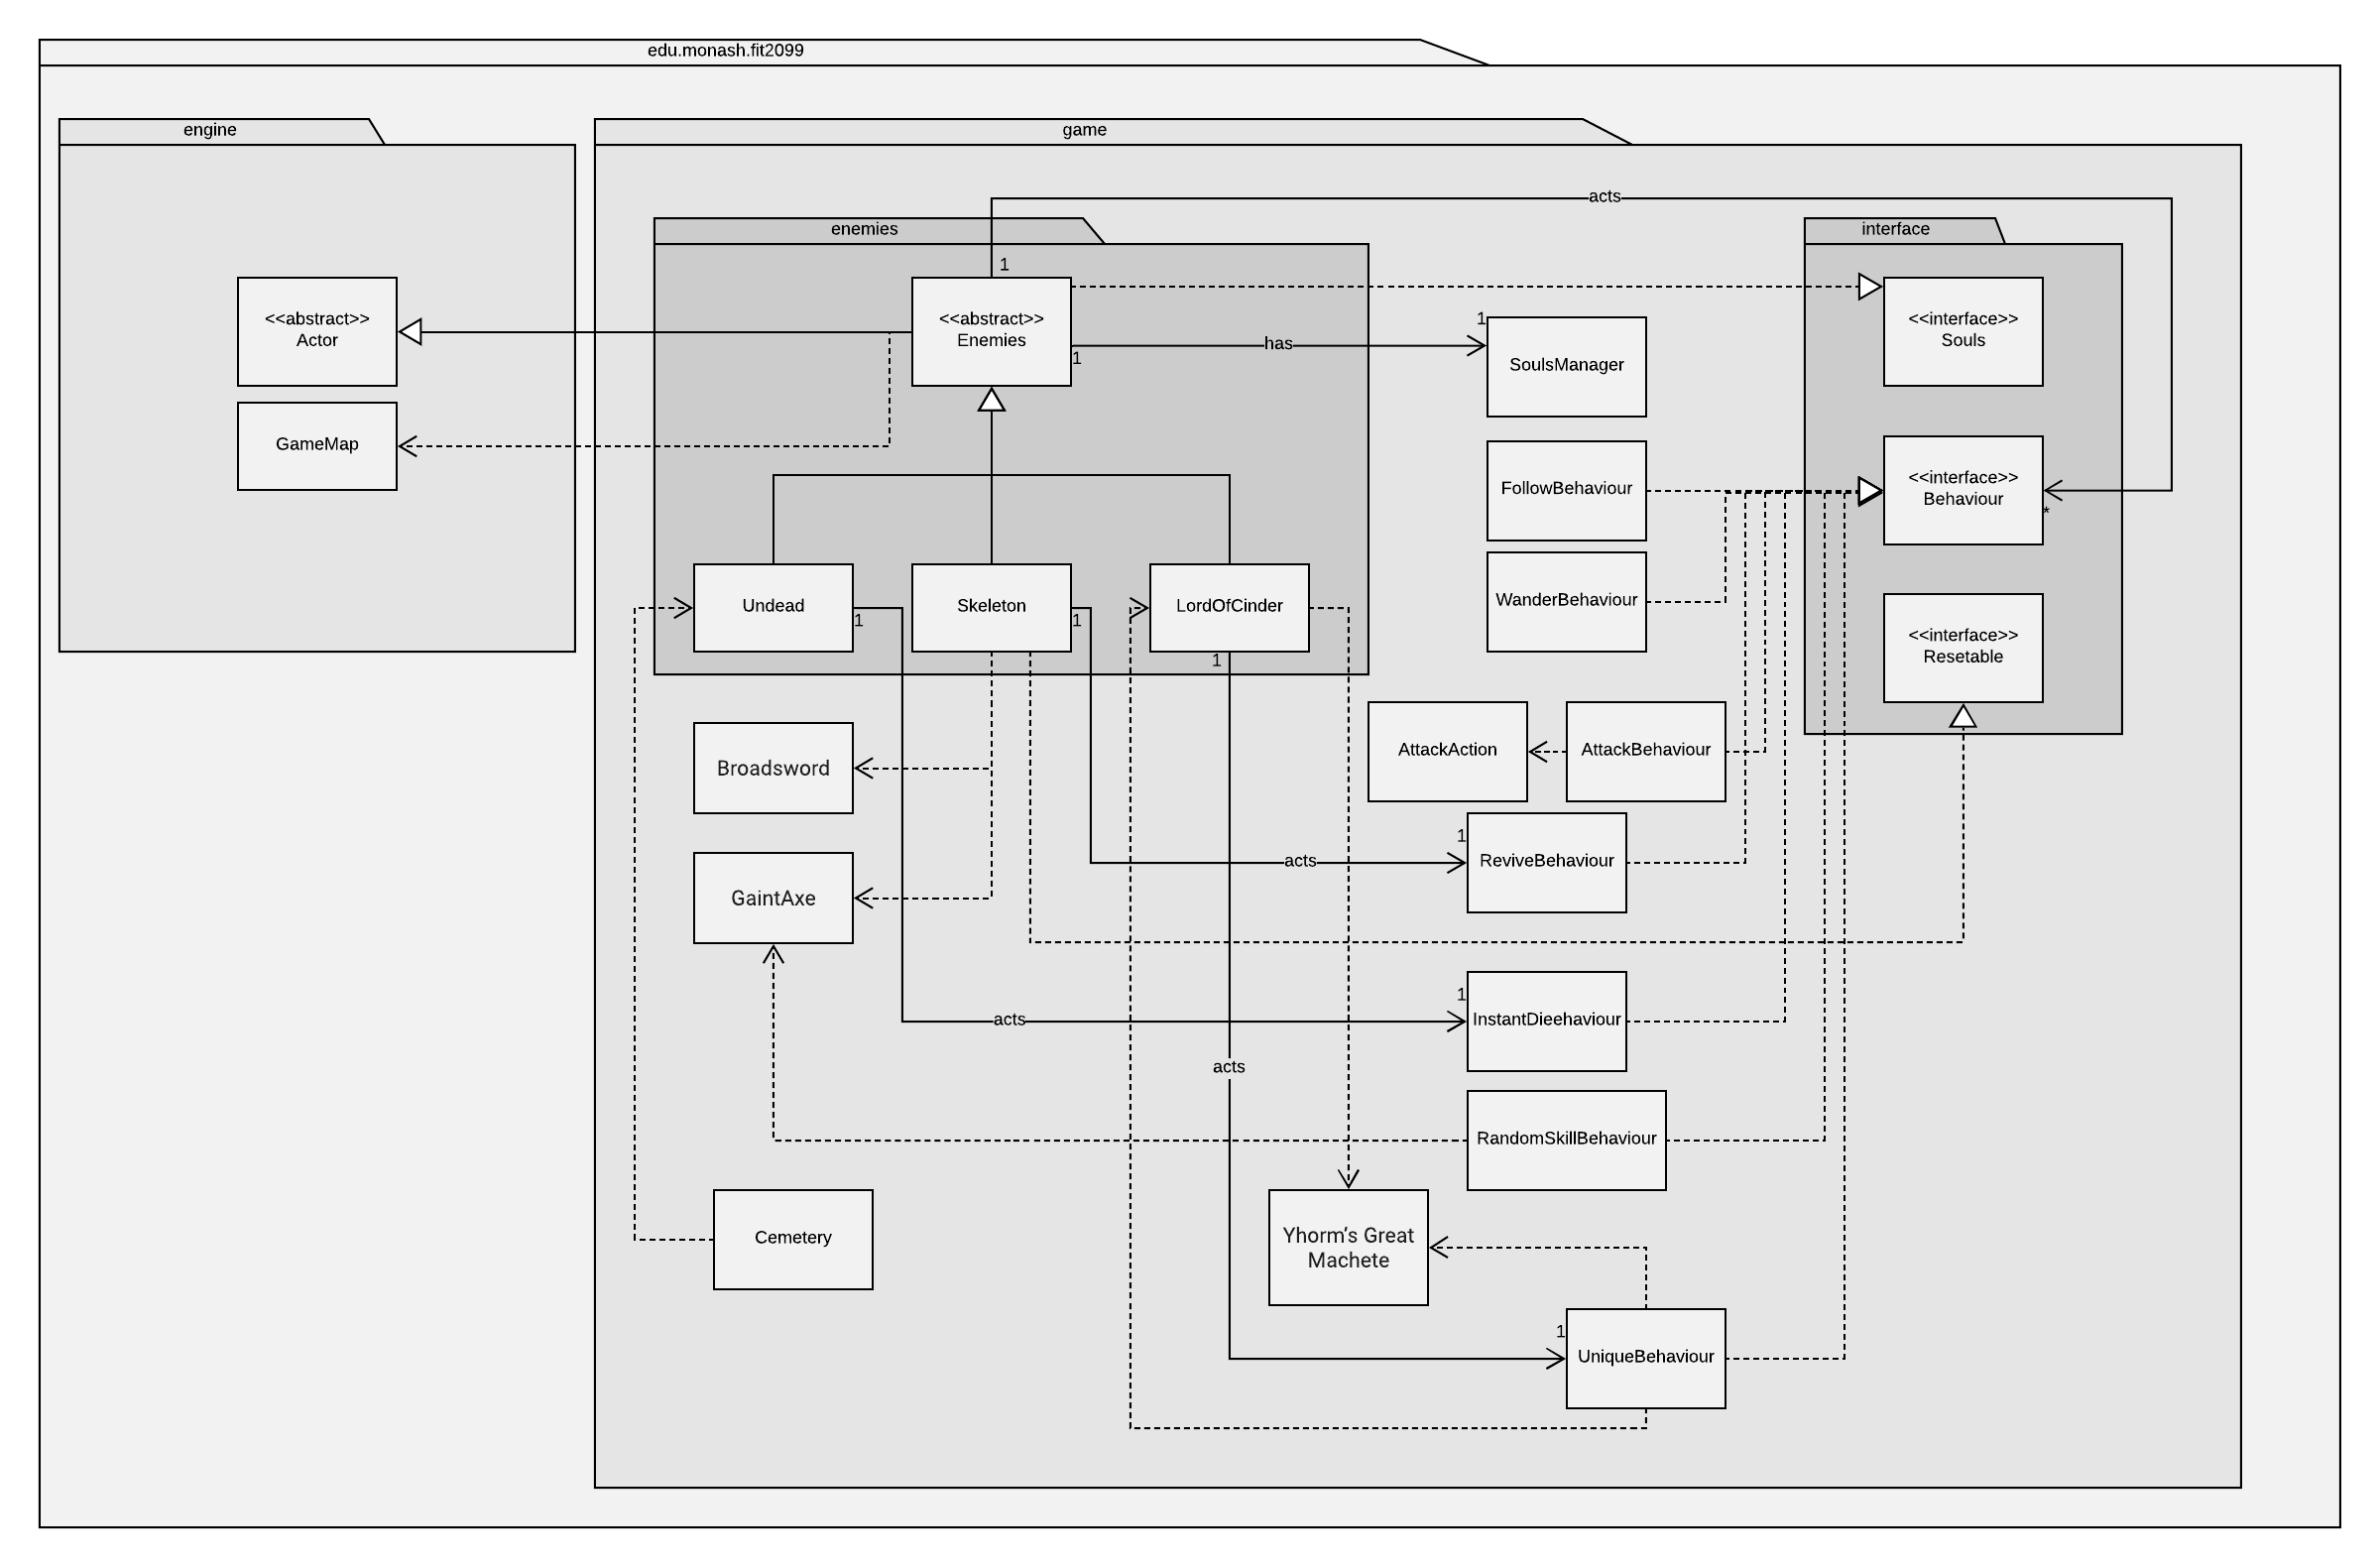 edu.monash.fit2099
engine
game
acts
enemies
interface
1
<<abstract>>
Actor
<<abstract>>
Enemies
1
has
1
SoulsManager
<<interface>>
Souls
GameMap
FollowBehaviour
<<interface>>
Behaviour
*
WanderBehaviour
Undead
1
Skeleton
1
LordOfCinder
1
<<interface>>
Resetable
Broadsword
AttackAction
AttackBehaviour
GaintAxe
acts
1
ReviveBehaviour
acts
1
InstantDieehaviour
acts
RandomSkillBehaviour
Cemetery
Yhorm’s Great
Machete
1
UniqueBehaviour